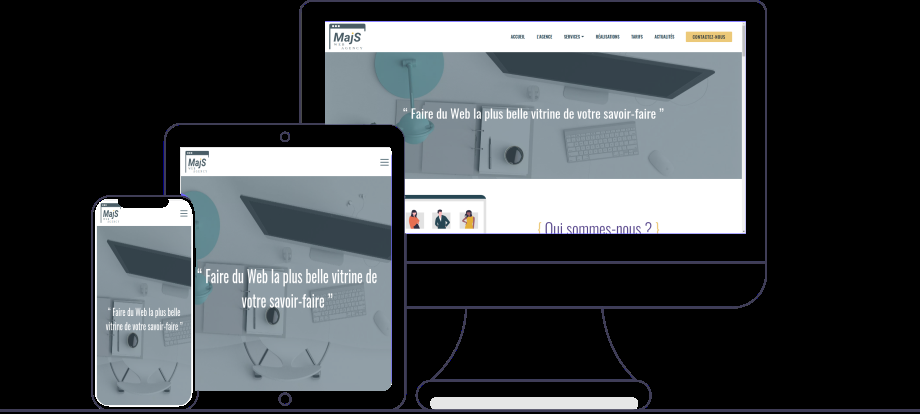 MajS
WEB
AGENCY
ACCUEIL L'AGENCE SERVICES RÉALISATIONS TARIFS ACTUALITÉS CONTACTEZ-NOUS
“ Faire du Web la plus belle vitrine de votre savoir-faire ”
[ Qui sommes-nous ? ]
MajS
WEB
AGENCY
“ Faire du Web la plus belle vitrine de
votre savoir-faire ”
MajS
“ Faire du Web la plus belle
vitrine de votre savoir-faire ”